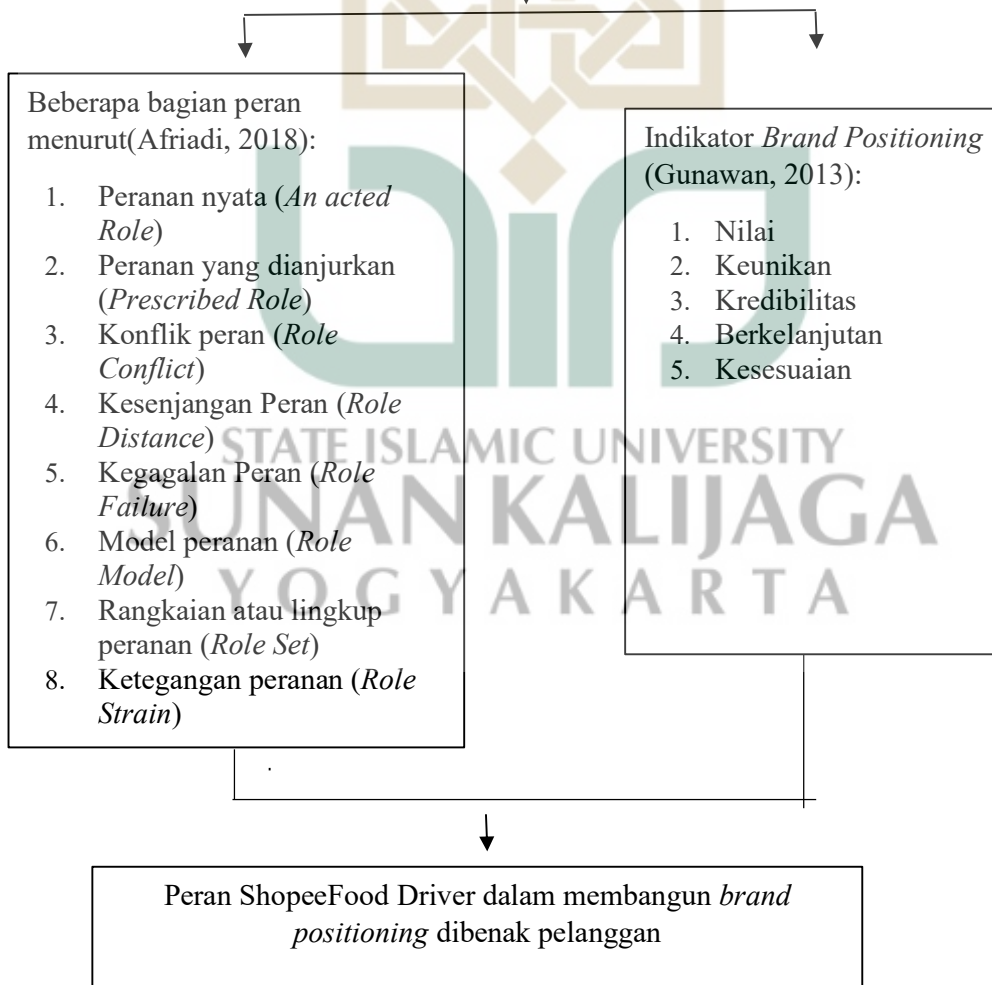 Beberapa bagian peran
menurut(Afriadi, 2018):
1. Peranan nyata (An acted
Role)
2. Peranan yang dianjurkan
(Prescribed Role)
3. Konflik peran (Role
Conflict)
4. Kesenjangan Peran (Role
Distance)
5. Kegagalan Peran (Role
Failure)
6. Model peranan (Role
Model)
7. Rangkaian atau lingkup
peranan (Role Set)
8. Ketegangan peranan (Role
Strain)
Indikator Brand Positioning
(Gunawan, 2013):
1. Nilai
2. Keunikan
3. Kredibilitas
4. Berkelanjutan
5. Kesesuaian
STATE ISLAMIC UNIVERSITY
SUNAN KALIJAGA
YOGYAKARTA
Peran ShopeeFood Driver dalam membangun brand
positioning dibenak pelanggan